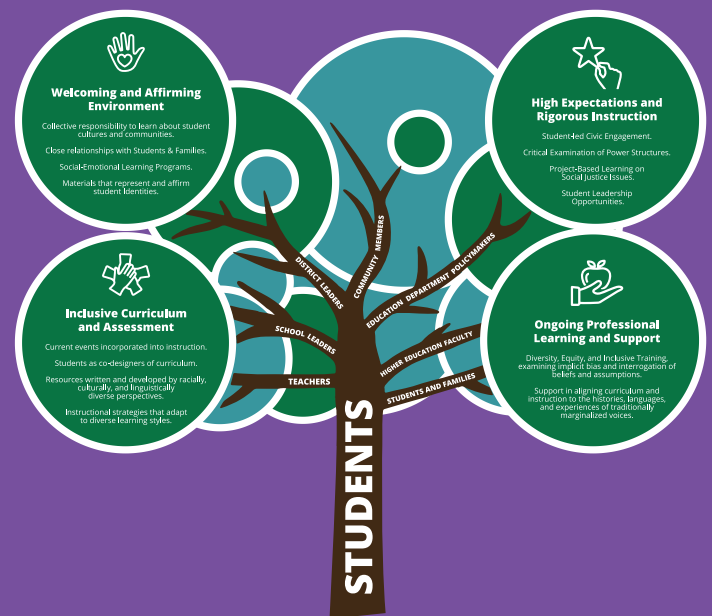 Welcoming and Affirming
Environment
Collective responsibility to learn about student
cultures and communities.
Close relationships with Students & Families.
Social-Emotional Learning Programs.
Materials that represent and affirm
student Identities.
High Expectations and
Rigorous Instruction
Student-led Civic Engagement.
Critical Examination of Power Structures.
Project-Based Learning on
Social Justice Issues.
Student Leadership
Opportunities.
Inclusive Curriculum
and Assessment
Current events incorporated into instruction.
Students as co-designers of curriculum.
Resources written and developed by racially,
culturally, and linguistically
diverse perspectives.
Instructional strategies that adapt
to diverse learning styles.
Ongoing Professional
Learning and Support
Diversity, Equity, and Inclusive Training,
examining implicit bias and interrogation of
beliefs and assumptions.
Support in aligning curriculum and
instruction to the histories, languages,
and experiences of traditionally
marginalized voices.
DISTRICT LEADERS
COMMUNITY MEMBERS
EDUCATION DEPARTMENT POLICYMAKERS
SCHOOL LEADERS
HIGHER EDUCATION FACULTY
TEACHERS
STUDENTS AND FAMILIES
STUDENTS